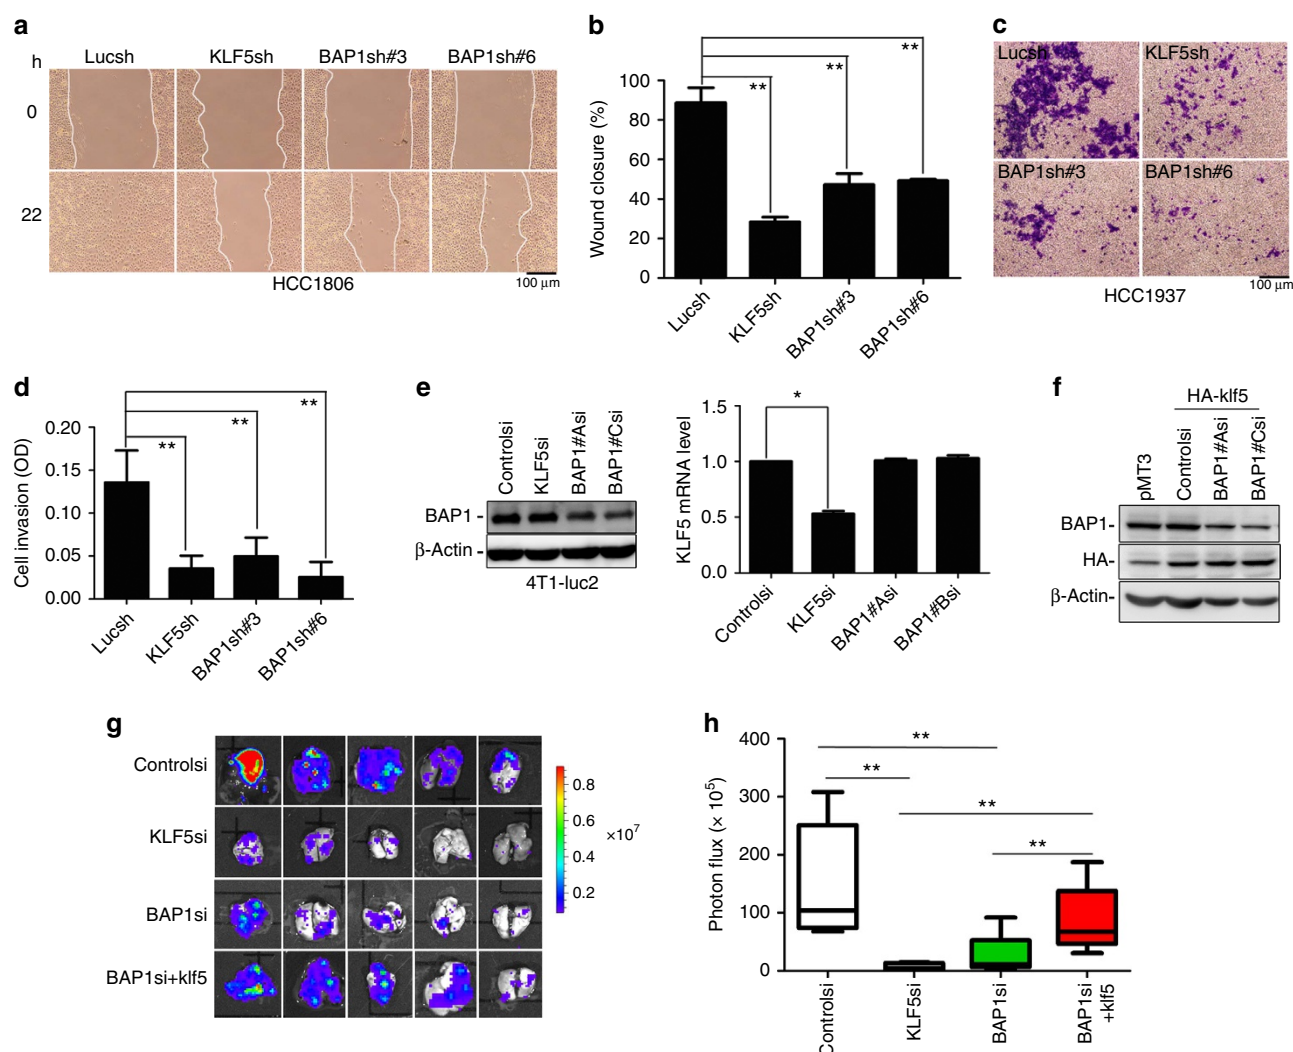 a
h
Lucsh KLF5sh BAP1sh#3 BAP1sh#6
0
22
HCC1806
100 μm
b
Wound closure (%)
100
80
60
40
20
0
**
**
**
Lucsh
KLF5sh
BAP1sh#3
BAP1sh#6
c
Lucsh
KLF5sh
BAP1sh#3
BAP1sh#6
HCC1937
100 μm
d
Cell invasion (OD)
0.20
0.15
0.10
0.05
0.00
**
**
**
Lucsh
KLF5sh
BAP1sh#3
BAP1sh#6
e
Controlsi
KLF5si
BAP1#Asi
BAP1#Csi
BAP1 -
β-Actin -
4T1-luc2
KLF5 mRNA level
1.5
1.0
0.5
0.0
*
Controlsi
KLF5si
BAP1#Asi
BAP1#Bsi
f
HA-klf5
pMT3
Controlsi
BAP1#Asi
BAP1#Csi
BAP1-
HA-
β-Actin-
g
Controlsi
KLF5si
BAP1si
BAP1si+klf5
0.8
0.6
0.4
0.2
×10⁷
h
Photon flux (× 10⁵)
400
300
200
100
0
**
**
**
**
Controlsi
KLF5si
BAP1si
BAP1si
+klf5